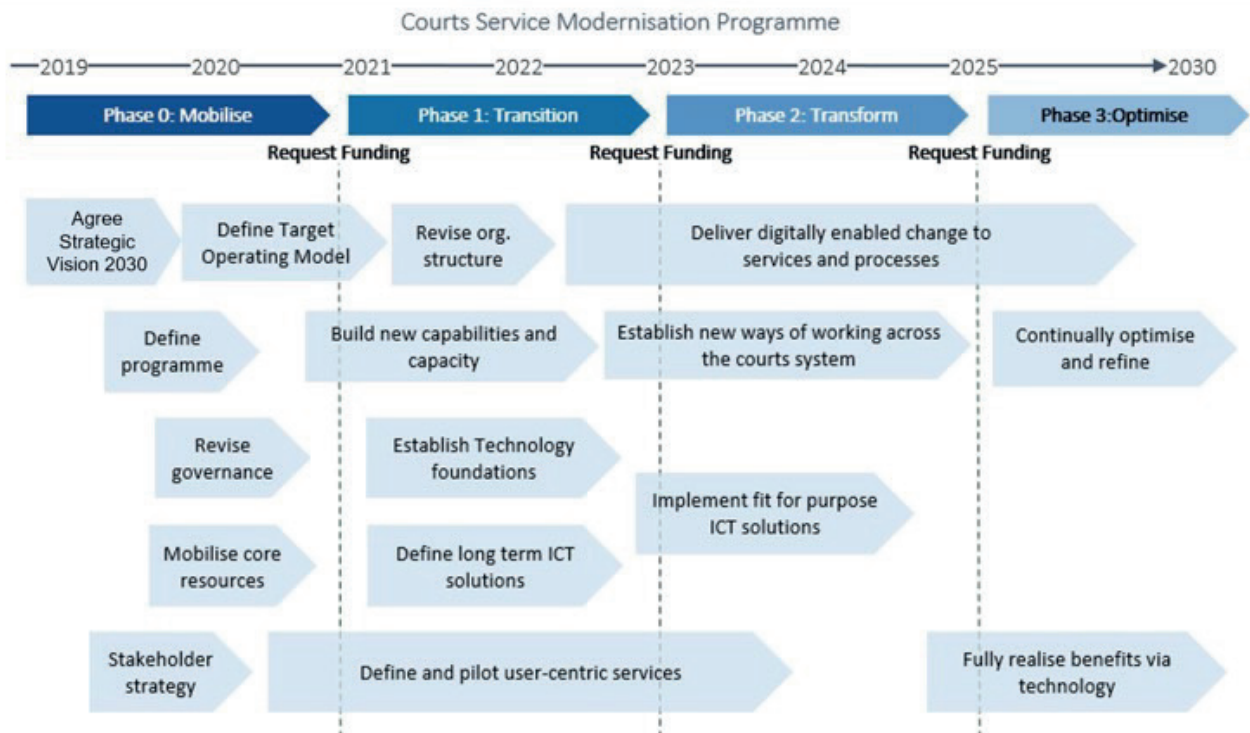 Courts Service Modernisation Programme
2019 2020 2021 2022 2023 2024 2025 2030
Phase 0: Mobilise
Phase 1: Transition
Phase 2: Transform
Phase 3:Optimise
Request Funding
Request Funding
Request Funding
Agree
Strategic
Vision 2030
Define Target
Operating Model
Revise org.
structure
Deliver digitally enabled change to
services and processes
Define
programme
Build new capabilities and
capacity
Establish new ways of working across
the courts system
Continually optimise
and refine
Revise
governance
Establish Technology
foundations
Implement fit for purpose
ICT solutions
Mobilise core
resources
Define long term ICT
solutions
Stakeholder
strategy
Define and pilot user-centric services
Fully realise benefits via
technology